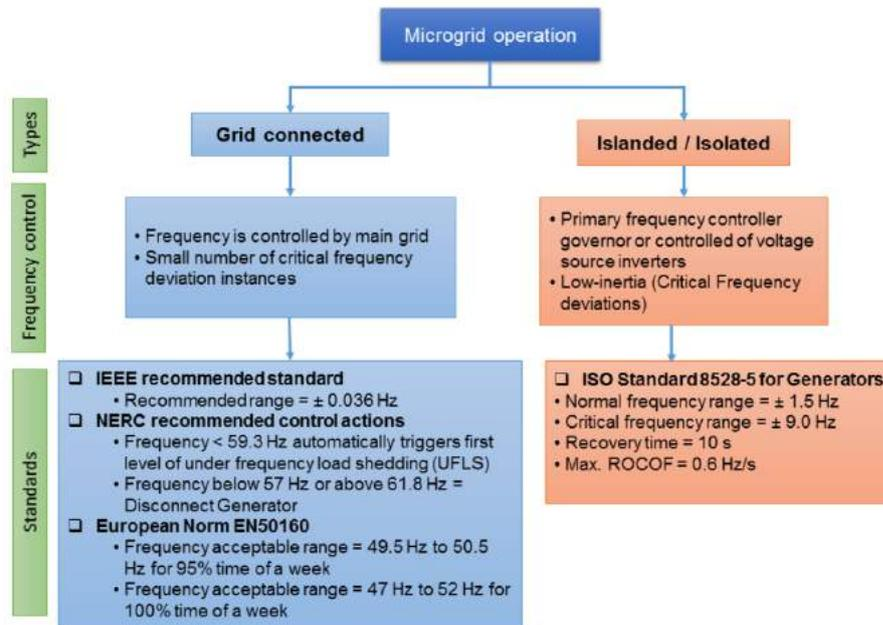 Microgrid operation
Types
Grid connected
Islanded / Isolated
Frequency control
• Frequency is controlled by main grid
• Small number of critical frequency
deviation instances
• Primary frequency controller
governor or controlled of voltage
source inverters
• Low-inertia (Critical Frequency
deviations)
Standards
❑ IEEE recommended standard
• Recommended range = ± 0.036 Hz
❑ NERC recommended control actions
• Frequency < 59.3 Hz automatically triggers first
level of under frequency load shedding (UFLS)
• Frequency below 57 Hz or above 61.8 Hz =
Disconnect Generator
❑ European Norm EN50160
• Frequency acceptable range = 49.5 Hz to 50.5
Hz for 95% time of a week
• Frequency acceptable range = 47 Hz to 52 Hz for
100% time of a week
❑ ISO Standard 8528-5 for Generators
• Normal frequency range = ± 1.5 Hz
• Critical frequency range = ± 9.0 Hz
• Recovery time = 10 s
• Max. ROCOF = 0.6 Hz/s